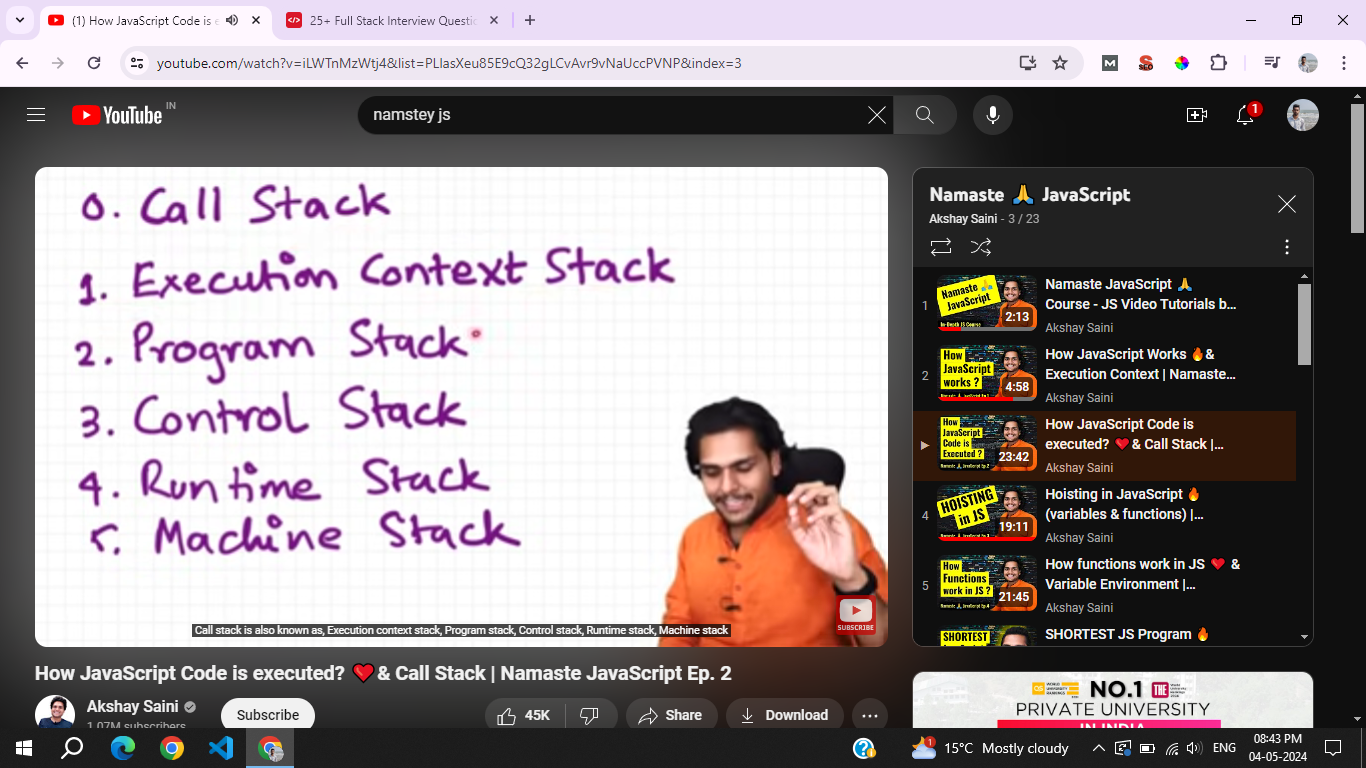 (1) How JavaScript Code is e
25+ Full Stack Interview Questio
youtube.com/watch?v=iLWTnMzWtj4&list=PLlasXeu85E9cQ32gLCvAvr9vNaUccPVNP&index=3
YouTube IN
namstey js
1
0. Call Stack
1. Execution Context Stack
2. Program Stack
3. Control Stack
4. Runtime Stack
5. Machine Stack
SUBSCRIBE
Call stack is also known as, Execution context stack, Program stack, Control stack, Runtime stack, Machine stack
How JavaScript Code is executed? ❤️& Call Stack | Namaste JavaScript Ep. 2
Akshay Saini
1.07M subscribers
Subscribe
45K
Share
Download
Namaste 🙏 JavaScript
Akshay Saini - 3 / 23
1
Namaste JavaScript
In-Depth JS Course
2:13
Namaste JavaScript 🙏
Course - JS Video Tutorials b...
Akshay Saini
2
How
JavaScript
works ?
4:58
How JavaScript Works 🔥&
Execution Context | Namaste...
Akshay Saini
How
JavaScript
Code is
Executed ?
23:42
How JavaScript Code is
executed? ❤️& Call Stack |...
Akshay Saini
4
HOISTING
in JS
19:11
Hoisting in JavaScript 🔥
(variables & functions) |...
Akshay Saini
5
How
Functions
work in JS ?
21:45
How functions work in JS ❤️ &
Variable Environment |...
Akshay Saini
SHORTEST
SHORTEST JS Program 🔥
WORLD UNIVERSITY RANKINGS
NO.1
PRIVATE UNIVERSITY
IN INDIA
1
15°C Mostly cloudy
ENG
08:43 PM
04-05-2024